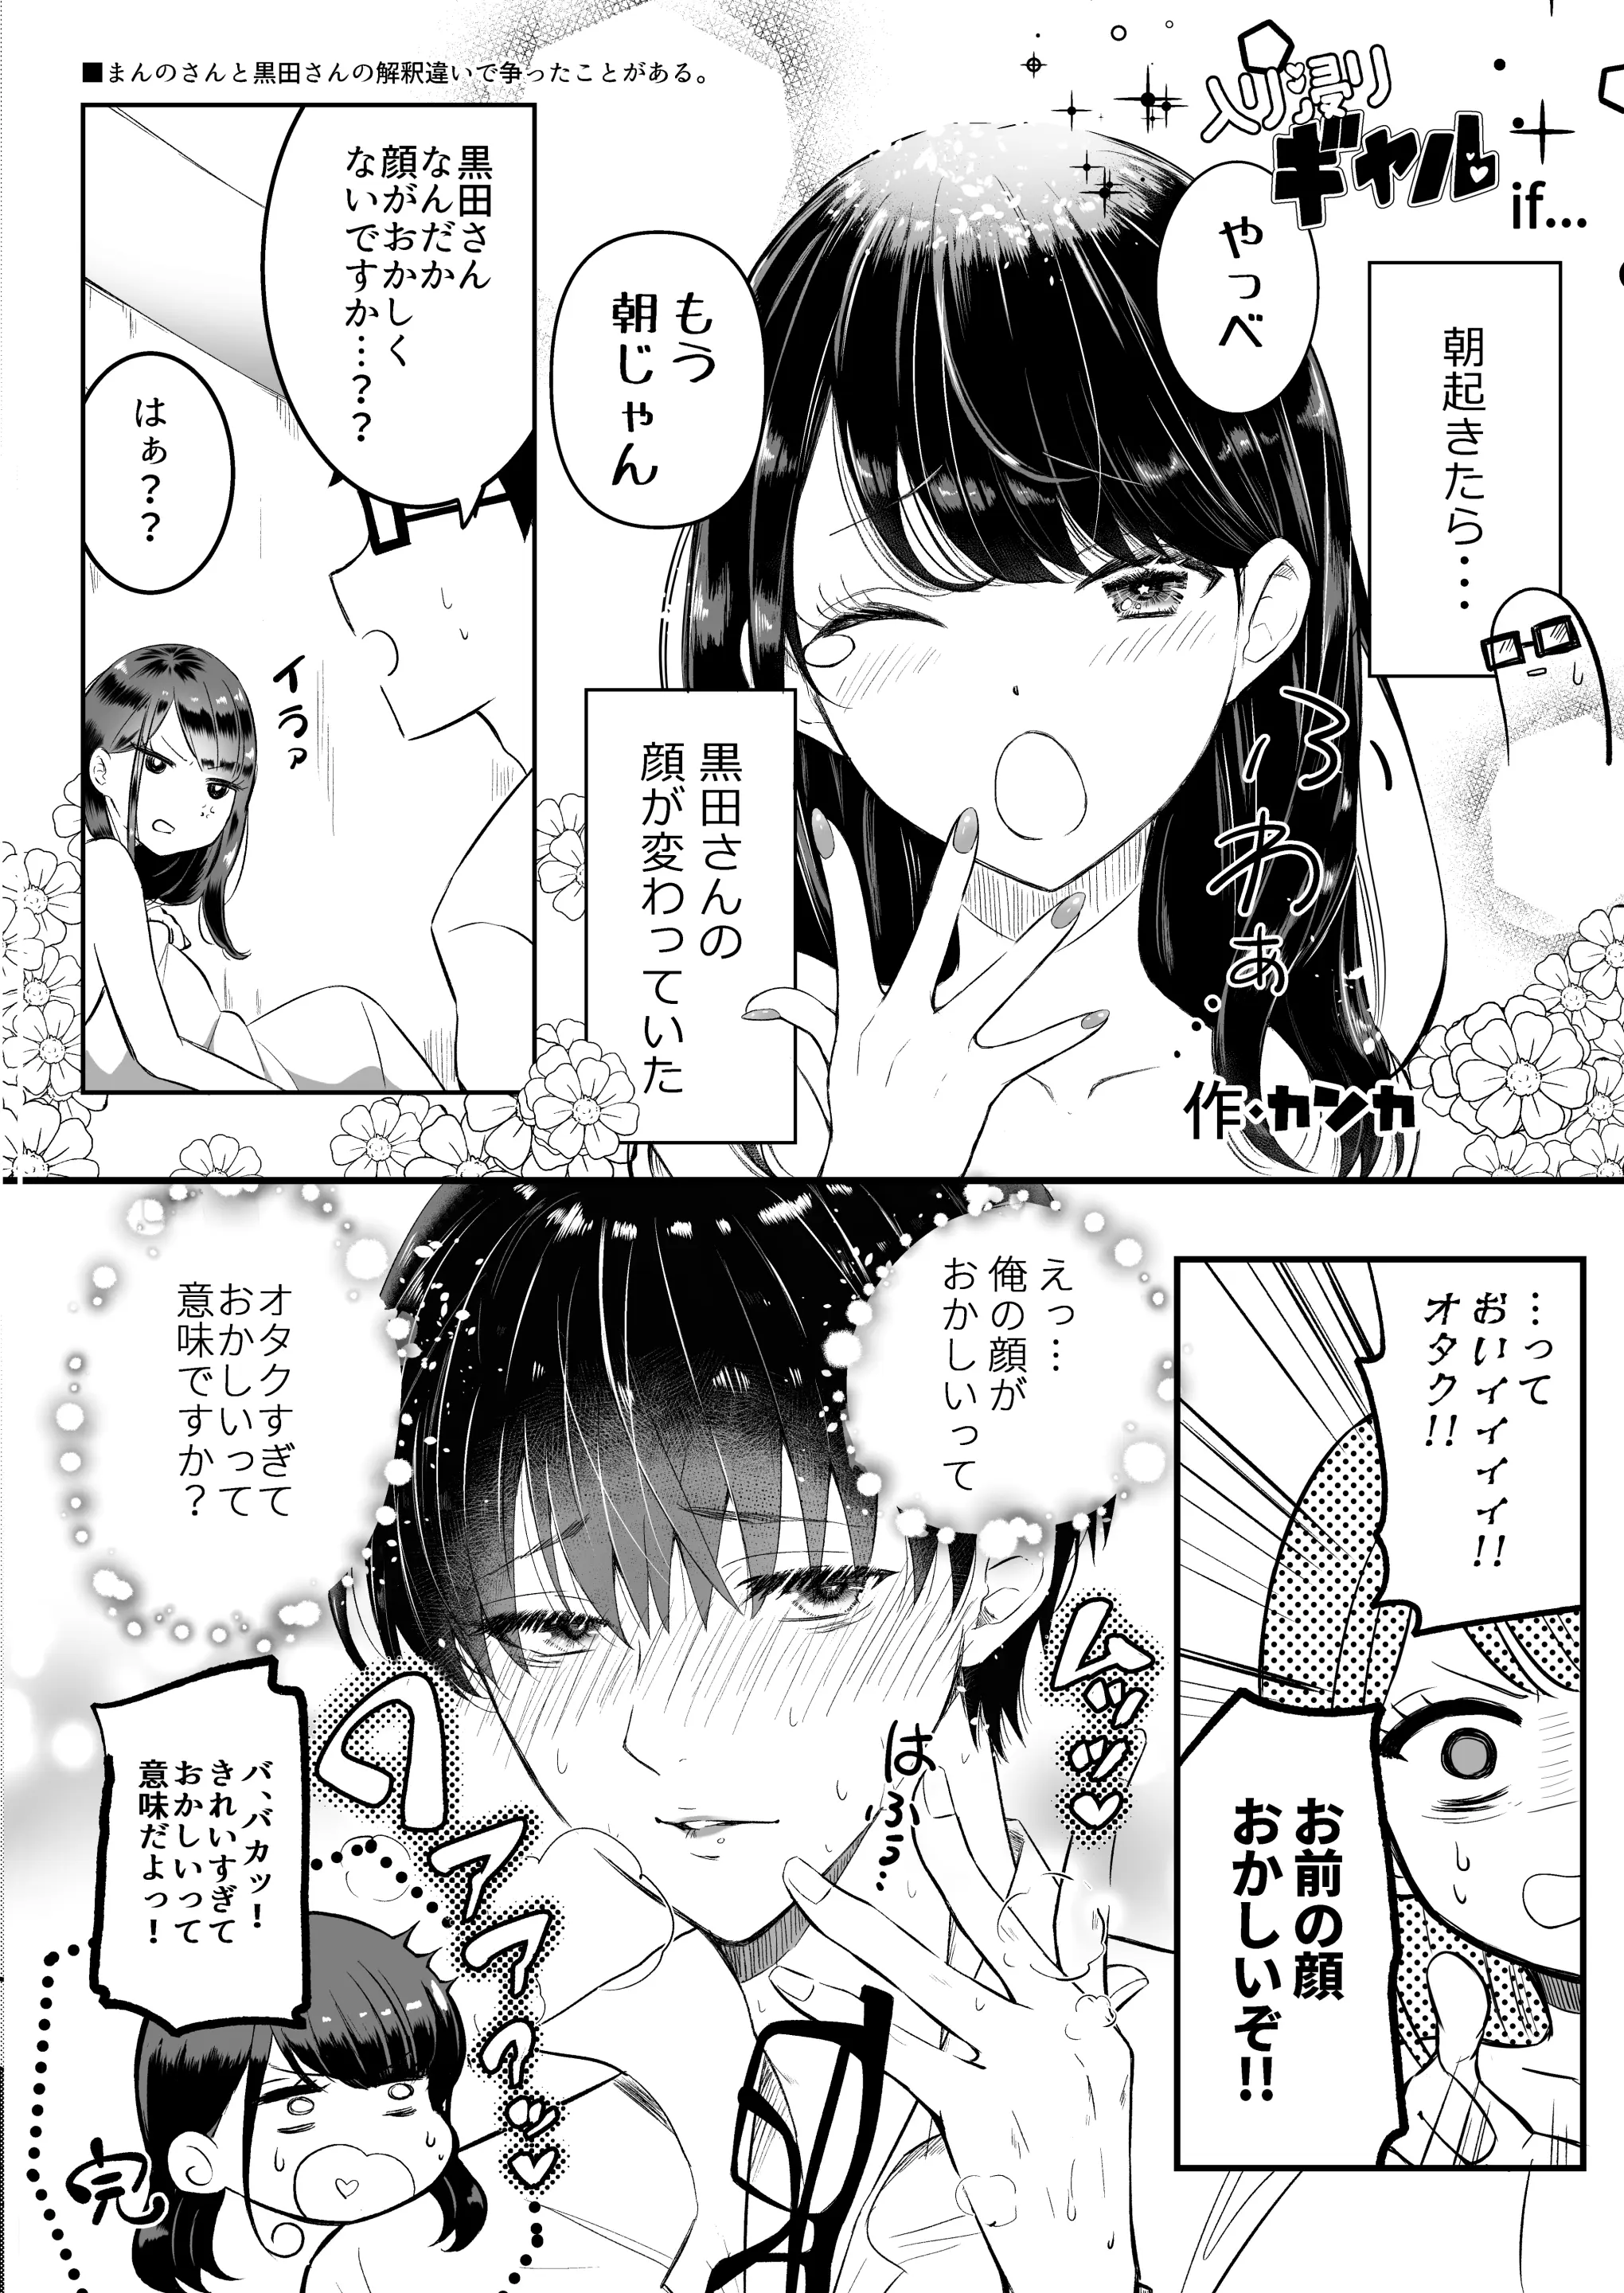 ■まんのさんと黒田さんの解釈違いで争ったことがある。
入り浸り
ギャル
if…
朝起きたら…
やっべ
もう
朝じゃん
ふわぁ
黒田さんの
顔が変わっていた
作・カンカ
黒田さん
なんだか
顔がおかしく
ないですか…？？
はぁ？？
イラァ
…って
おいイイイイ!!
オタク!!
お前の顔
おかしいぞ!!
えっ…
俺の顔が
おかしいって
ムッッッ♡
はふぅ…
オタクすぎて
おかしいって
意味ですか？
バ、バカッ！
きれいすぎて
おかしいって
意味だよっ！
完